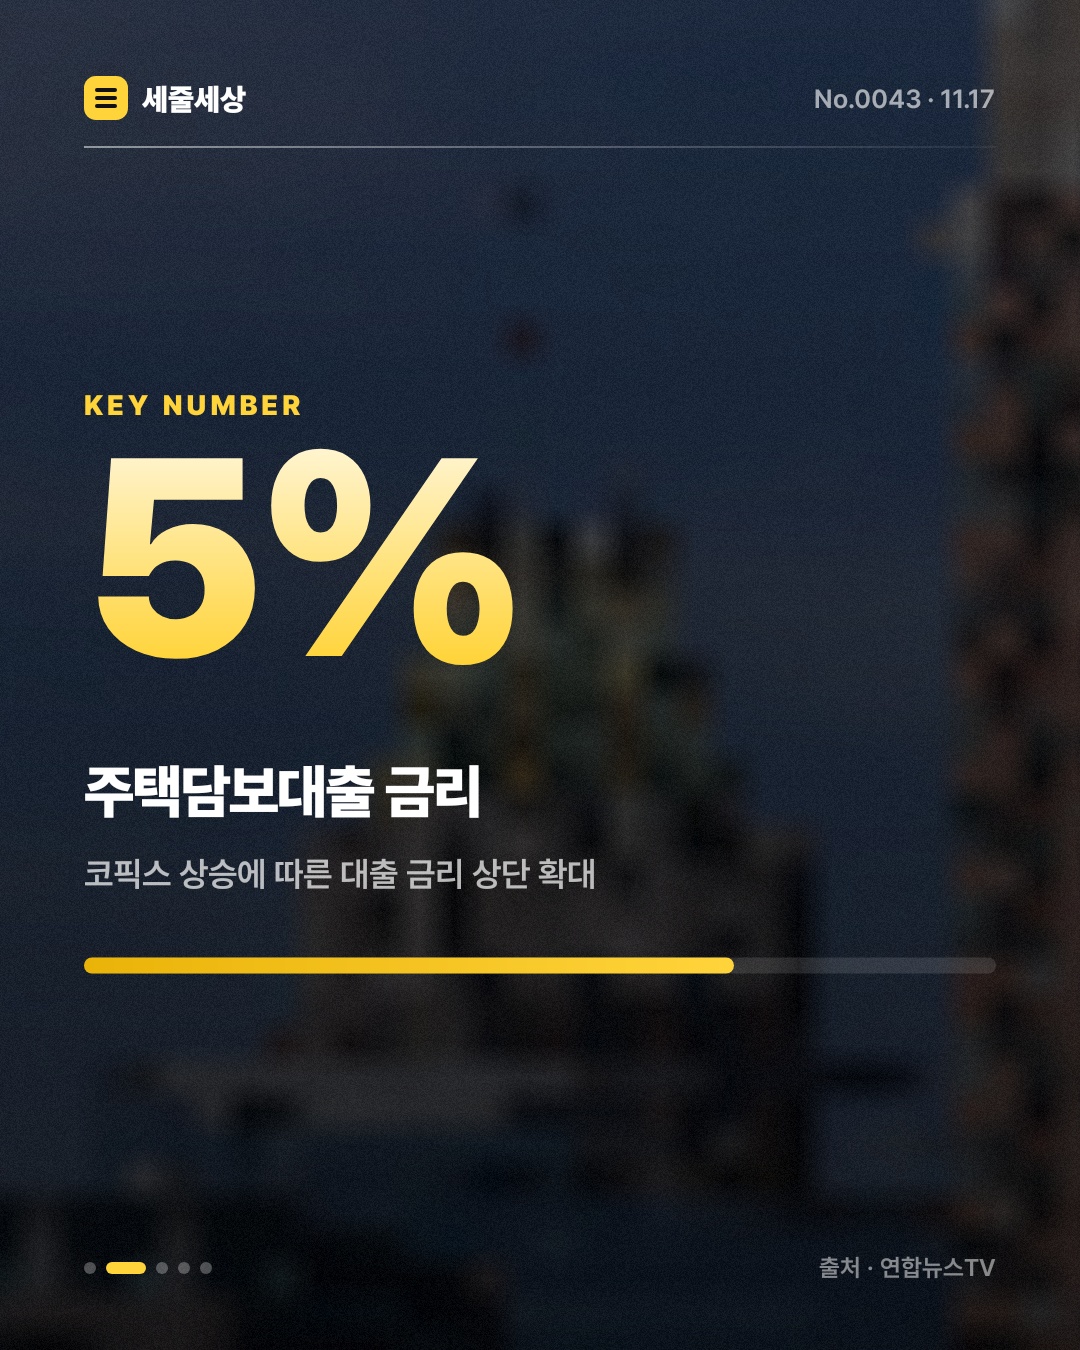 세줄세상
No.0043 · 11.17
KEY NUMBER
5%
주택담보대출 금리
코픽스 상승에 따른 대출 금리 상단 확대
출처 · 연합뉴스TV